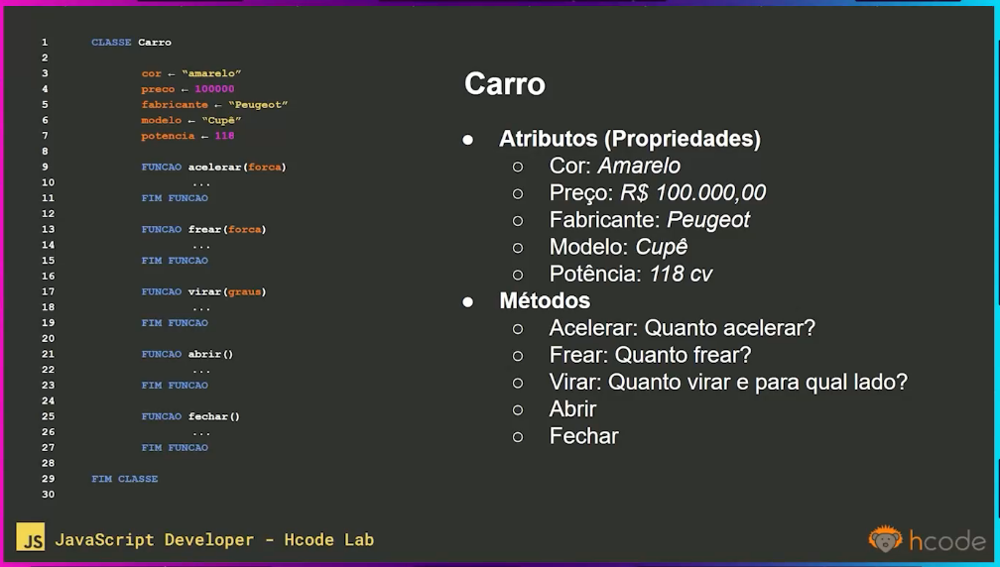 1 CLASSE Carro
2
3 cor ← “amarelo”
4 preco ← 100000
5 fabricante ← “Peugeot”
6 modelo ← “Cupê”
7 potencia ← 118
8
9 FUNCAO acelerar(forca)
10 ...
11 FIM FUNCAO
12
13 FUNCAO frear(forca)
14 ...
15 FIM FUNCAO
16
17 FUNCAO virar(graus)
18 ...
19 FIM FUNCAO
20
21 FUNCAO abrir()
22 ...
23 FIM FUNCAO
24
25 FUNCAO fechar()
26 ...
27 FIM FUNCAO
28
29 FIM CLASSE
30
Carro
● Atributos (Propriedades)
○ Cor: Amarelo
○ Preço: R$ 100.000,00
○ Fabricante: Peugeot
○ Modelo: Cupê
○ Potência: 118 cv
● Métodos
○ Acelerar: Quanto acelerar?
○ Frear: Quanto frear?
○ Virar: Quanto virar e para qual lado?
○ Abrir
○ Fechar
JS JavaScript Developer - Hcode Lab
hcode